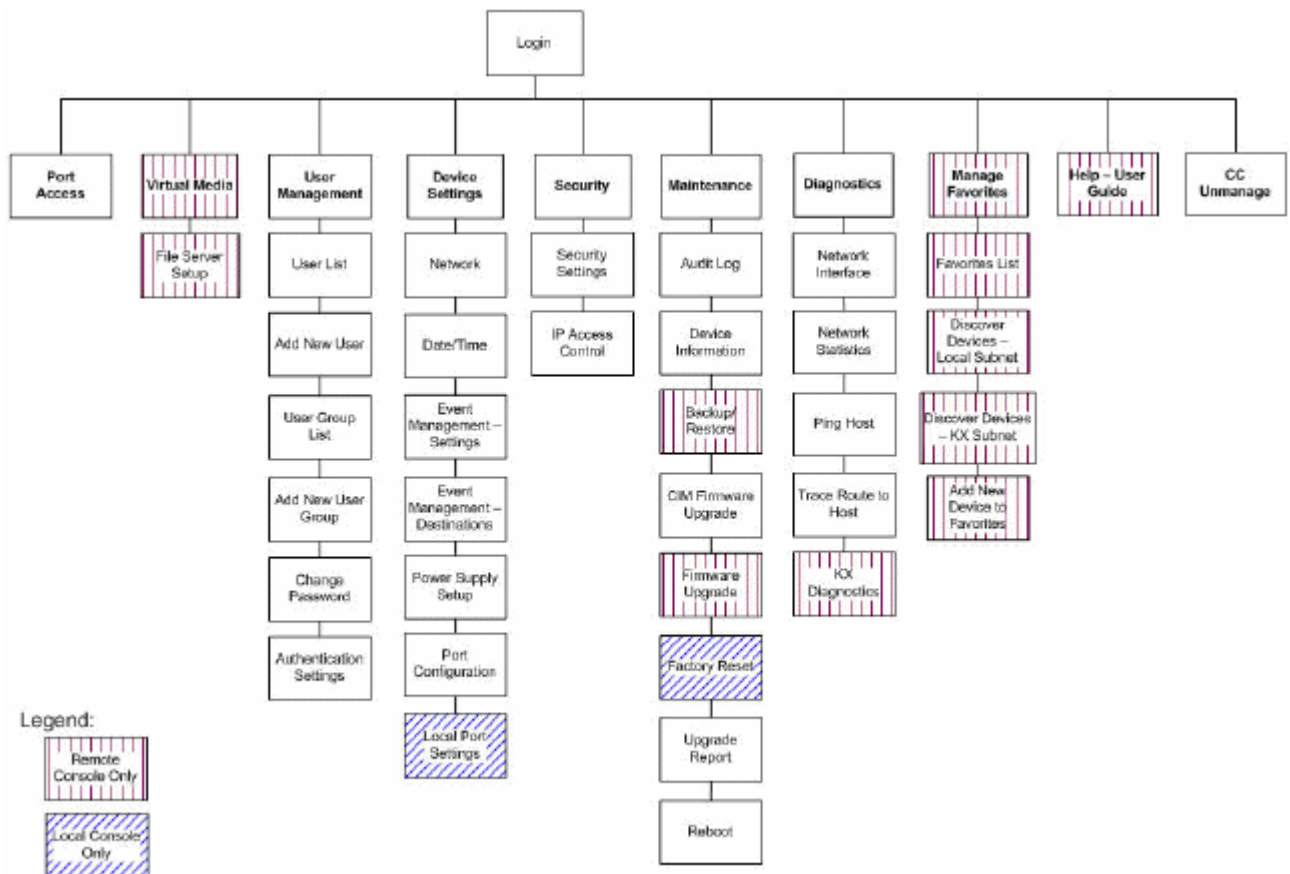 Login
Port
Access
Virtual Media
User
Management
Device
Settings
Security
Maintenance
Diagnostics
Manage
Favorites
Help – User
Guide
CC
Unmanage
File Server
Setup
User List
Add New User
User Group
List
Add New User
Group
Change
Password
Authentication
Settings
Network
Date/Time
Event
Management –
Settings
Event
Management –
Destinations
Power Supply
Setup
Port
Configuration
Local Port
Settings
Security
Settings
IP Access
Control
Audit Log
Device
Information
Backup/
Restore
CIM Firmware
Upgrade
Firmware
Upgrade
Factory Reset
Upgrade
Report
Reboot
Network
Interface
Network
Statistics
Ping Host
Trace Route to
Host
KX
Diagnostics
Favorites List
Discover
Devices –
Local Subnet
Discover Devices
– KX Subnet
Add New
Device to
Favorites
Legend:
Remote
Console Only
Local Console
Only